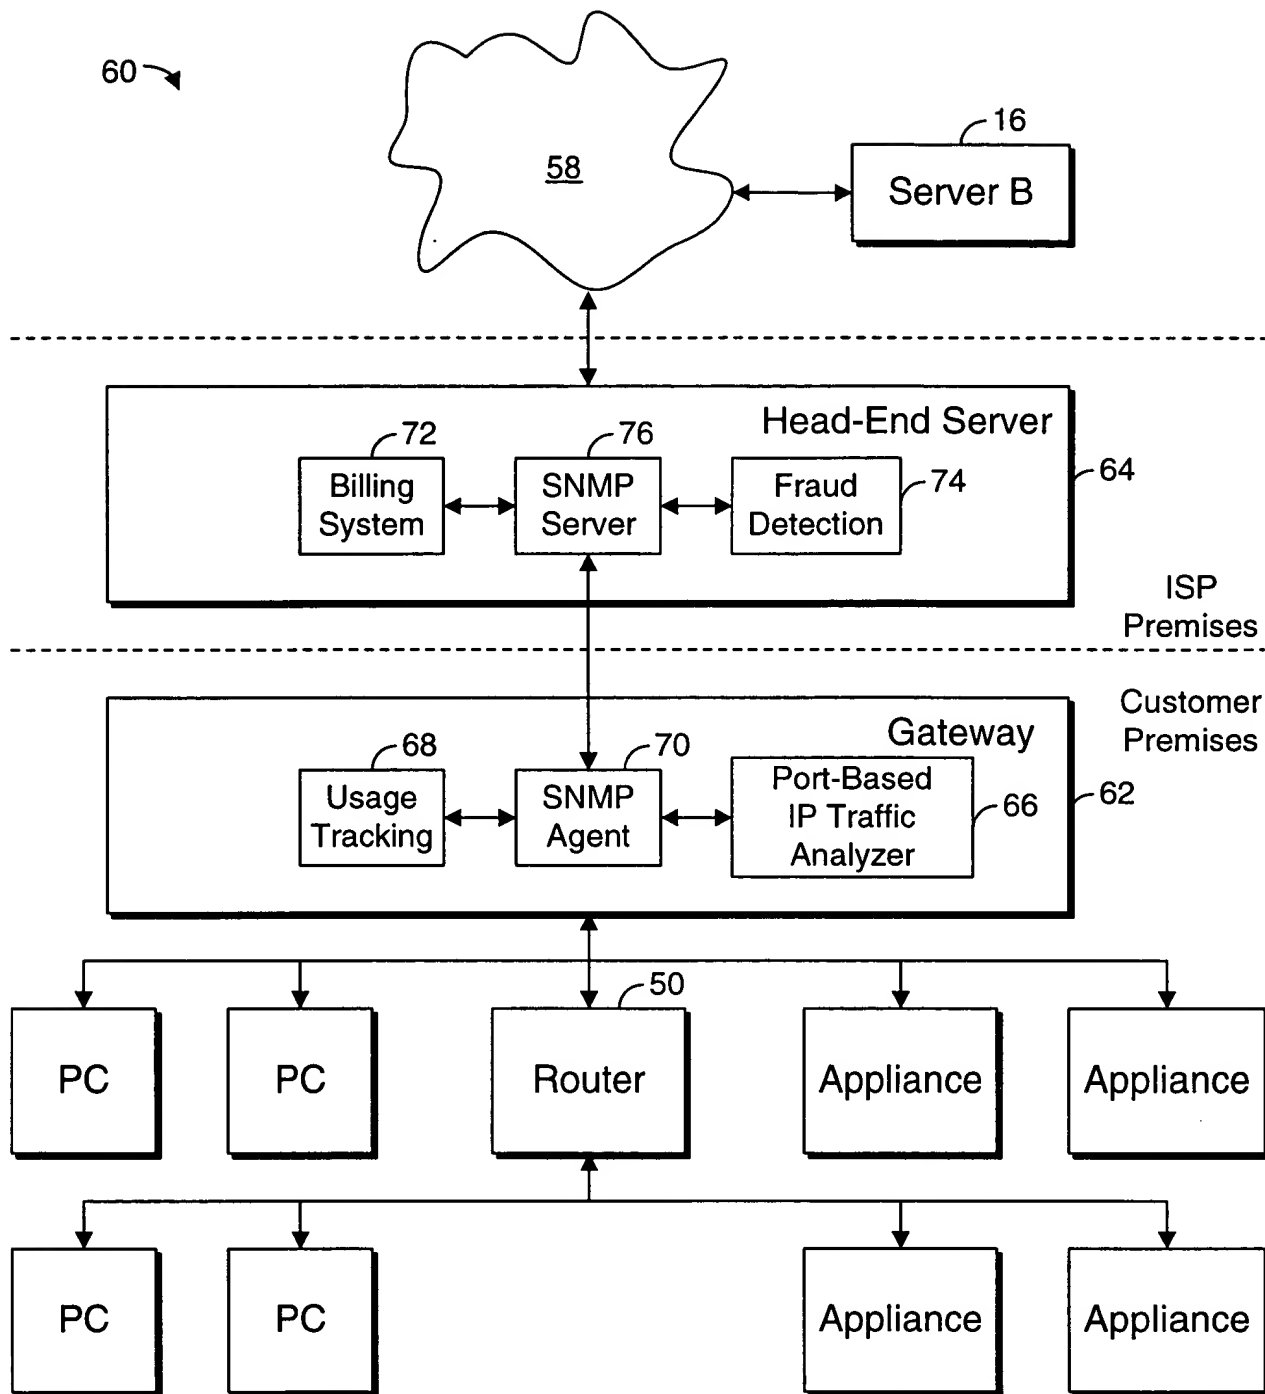 60
58
16
Server B
Head-End Server
72
76
74
64
Billing
System
SNMP
Server
Fraud
Detection
ISP
Premises
Customer
Premises
Gateway
68
70
66
62
Usage
Tracking
SNMP
Agent
Port-Based
IP Traffic
Analyzer
50
PC
PC
Router
Appliance
Appliance
PC
PC
Appliance
Appliance